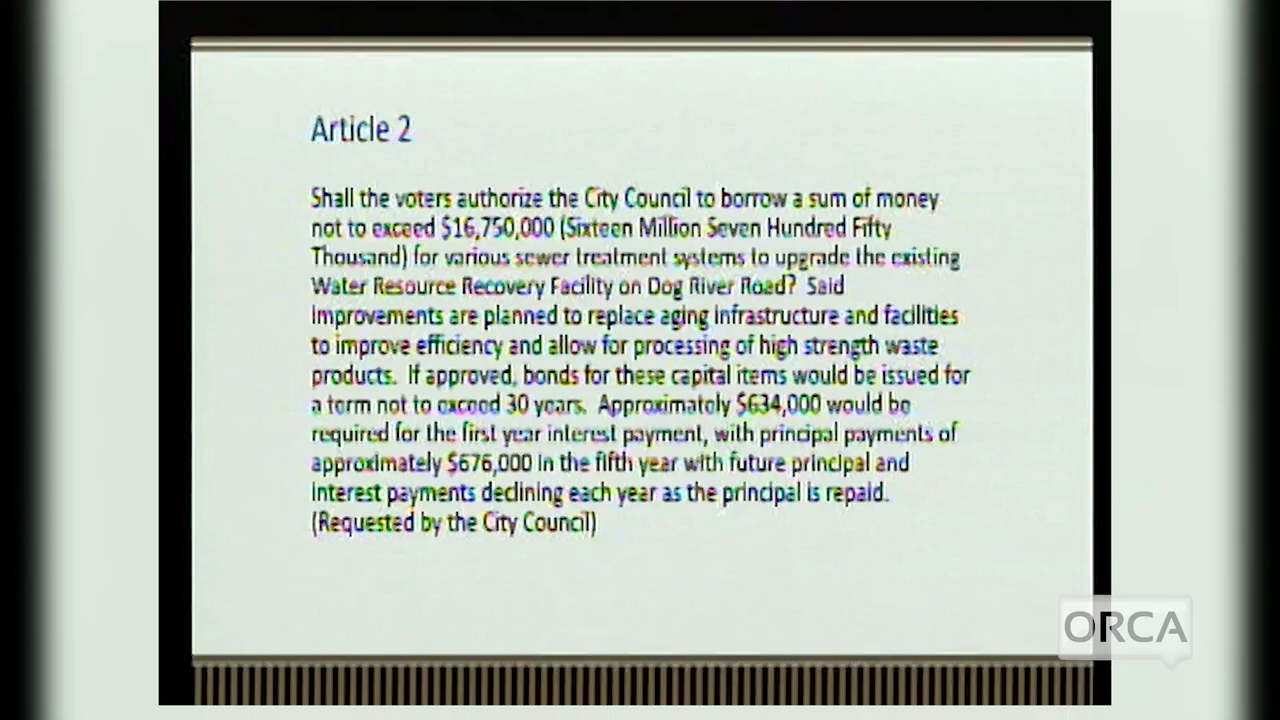 Article 2
Shall the voters authorize the City Council to borrow a sum of money
not to exceed $16,750,000 (Sixteen Million Seven Hundred Fifty
Thousand) for various sewer treatment systems to upgrade the existing
Water Resource Recovery Facility on Dog River Road?  Said
improvements are planned to replace aging infrastructure and facilities
to improve efficiency and allow for processing of high strength waste
products.  If approved, bonds for these capital items would be issued for
a term not to exceed 30 years.  Approximately $634,000 would be
required for the first year interest payment, with principal payments of
approximately $676,000 in the fifth year with future principal and
interest payments declining each year as the principal is repaid.
(Requested by the City Council)
ORCA